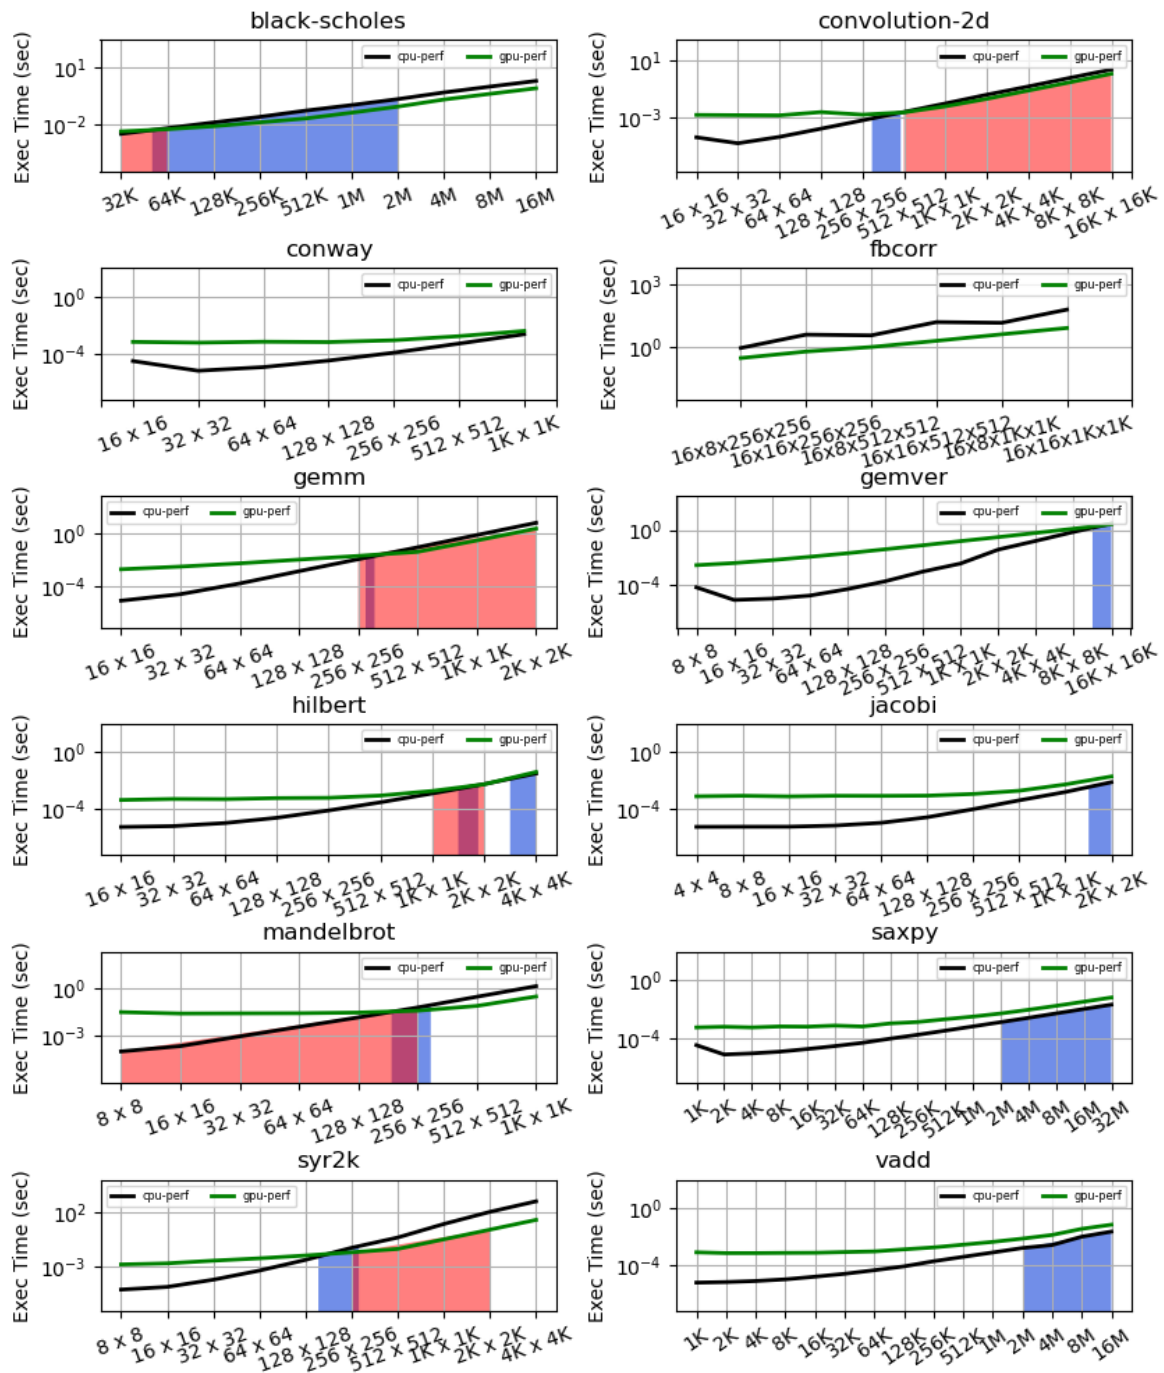 black-scholes
Exec Time (sec)
10^1
10^-2
cpu-perf gpu-perf
32K 64K 128K 256K 512K 1M 2M 4M 8M 16M
convolution-2d
Exec Time (sec)
10^1
10^-3
cpu-perf gpu-perf
16 x 16 32 x 32 64 x 64 128 x 128 256 x 256 512 x 512 1K x 1K 2K x 2K 4K x 4K 8K x 8K 16K x 16K
conway
Exec Time (sec)
10^0
10^-4
cpu-perf gpu-perf
16 x 16 32 x 32 64 x 64 128 x 128 256 x 256 512 x 512 1K x 1K
fbcorr
Exec Time (sec)
10^3
10^0
cpu-perf gpu-perf
16x8x256x256 16x16x256x256 16x8x512x512 16x16x512x512 16x8x1Kx1K 16x16x1Kx1K
gemm
Exec Time (sec)
10^0
10^-4
cpu-perf gpu-perf
16 x 16 32 x 32 64 x 64 128 x 128 256 x 256 512 x 512 1K x 1K 2K x 2K
gemver
Exec Time (sec)
10^0
10^-4
cpu-perf gpu-perf
8 x 8 16 x 16 32 x 32 64 x 64 128 x 128 256 x 256 512 x 512 1K x 1K 2K x 2K 4K x 4K 8K x 8K 16K x 16K
hilbert
Exec Time (sec)
10^0
10^-4
cpu-perf gpu-perf
16 x 16 32 x 32 64 x 64 128 x 128 256 x 256 512 x 512 1K x 1K 2K x 2K 4K x 4K
jacobi
Exec Time (sec)
10^0
10^-4
cpu-perf gpu-perf
4 x 4 8 x 8 16 x 16 32 x 32 64 x 64 128 x 128 256 x 256 512 x 512 1K x 1K 2K x 2K
mandelbrot
Exec Time (sec)
10^0
10^-3
cpu-perf gpu-perf
8 x 8 16 x 16 32 x 32 64 x 64 128 x 128 256 x 256 512 x 512 1K x 1K
saxpy
Exec Time (sec)
10^0
10^-4
cpu-perf gpu-perf
1K 2K 4K 8K 16K 32K 64K 128K 256K 512K 1M 2M 4M 8M 16M 32M
syr2k
Exec Time (sec)
10^2
10^-3
cpu-perf gpu-perf
8 x 8 16 x 16 32 x 32 64 x 64 128 x 128 256 x 256 512 x 512 1K x 1K 2K x 2K 4K x 4K
vadd
Exec Time (sec)
10^0
10^-4
cpu-perf gpu-perf
1K 2K 4K 8K 16K 32K 64K 128K 256K 512K 1M 2M 4M 8M 16M